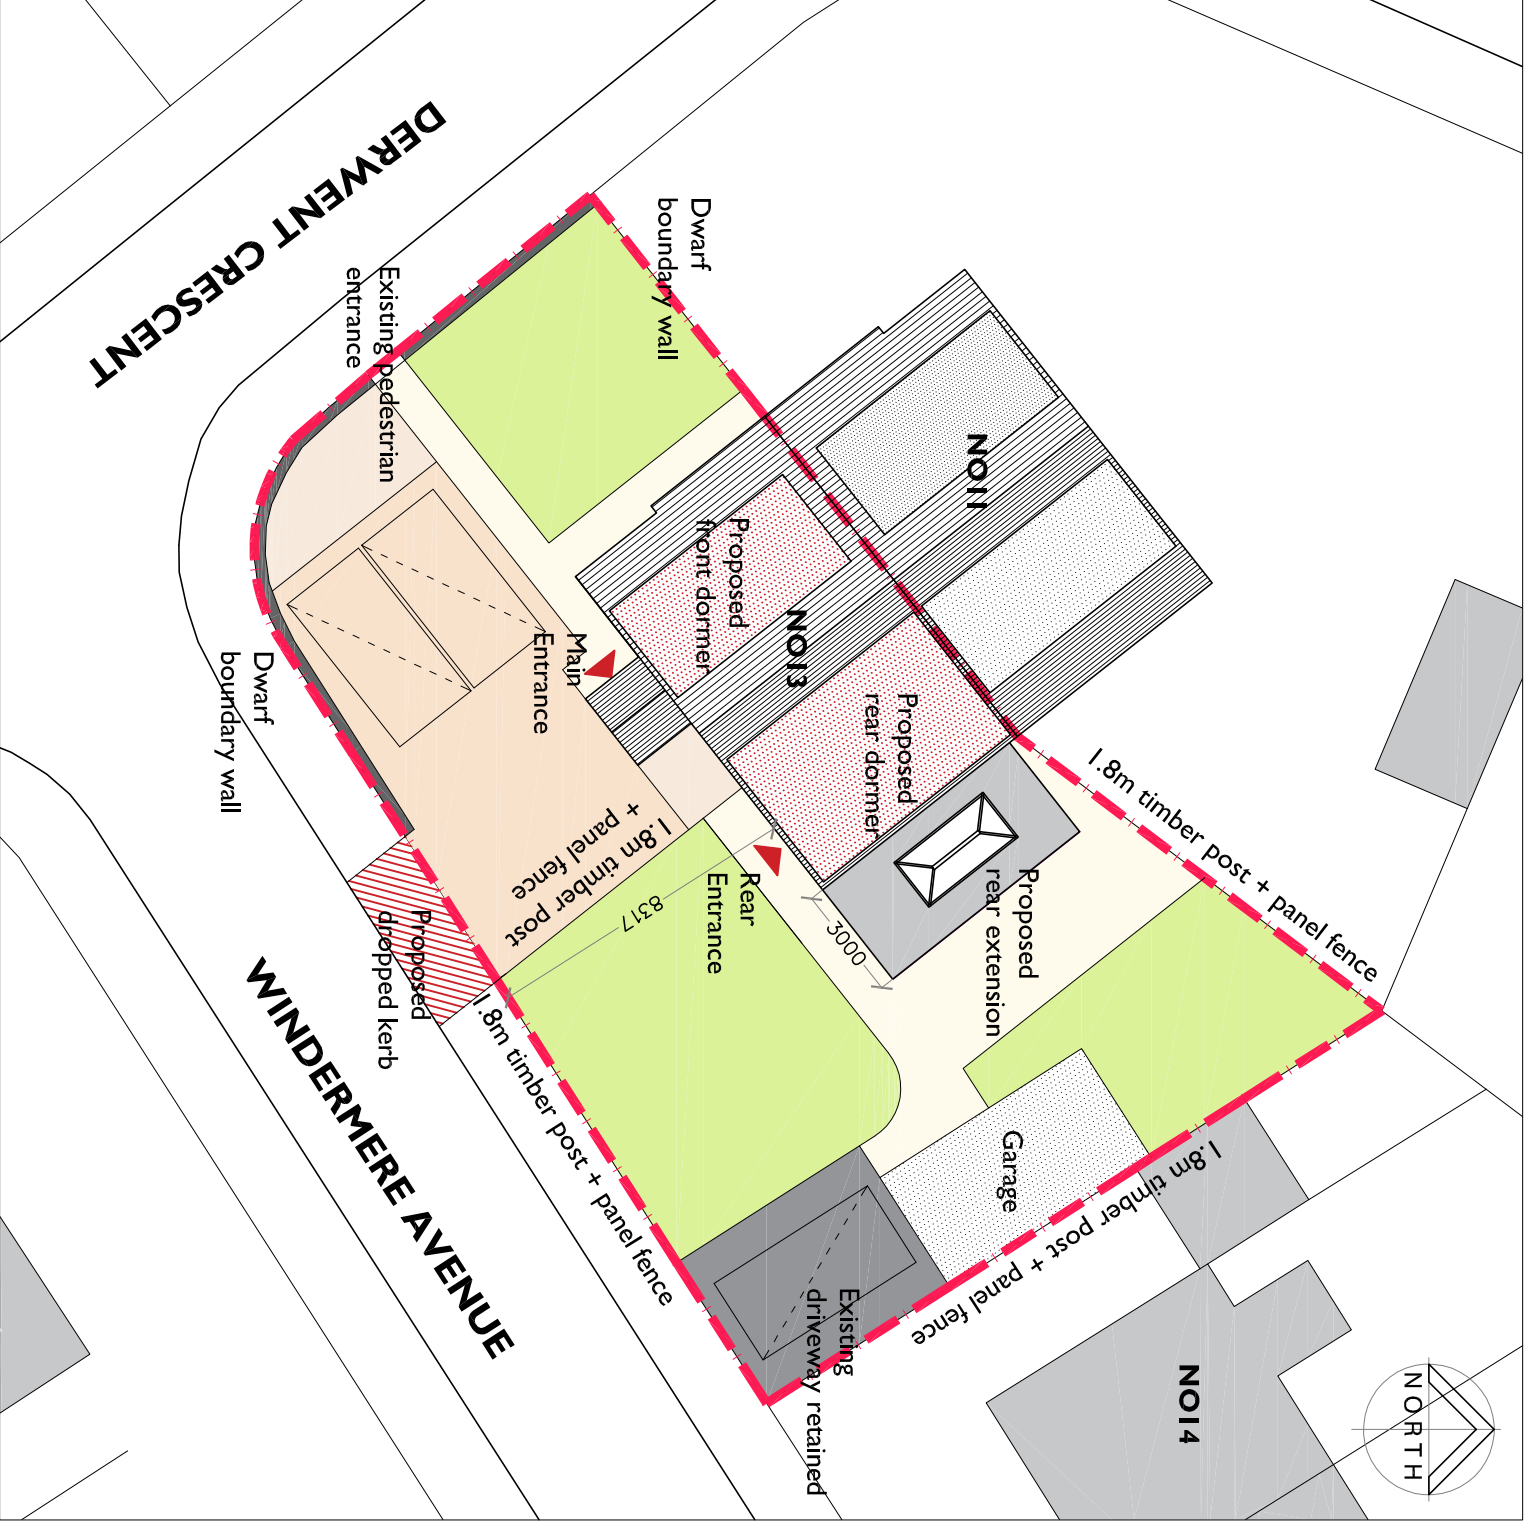 DERWENT CRESCENT
Dwarf
boundary wall
Existing pedestrian
entrance
NO11
Proposed
front dormer
NO13
Main
Entrance
Proposed
rear dormer
Dwarf
boundary wall
1.8m timber post + panel fence
1.8m timber post
+ panel fence
Rear
Entrance
8317
3000
Proposed
rear extension
Proposed
dropped kerb
WINDERMERE AVENUE
1.8m timber post + panel fence
Garage
1.8m timber post + panel fence
Existing
driveway retained
NO14
NORTH